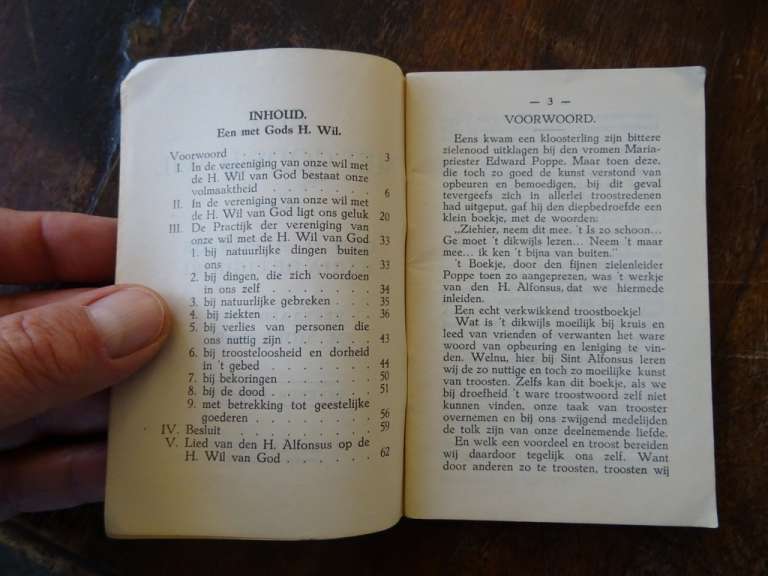 INHOUD.
Een met Gods H. Wil.
Voorwoord . . . . . . . . . 3
I. In de vereeniging van onze wil met
de H. Wil van God bestaat onze
volmaaktheid . . . . . . . . 6
II. In de vereeniging van onze wil met
de H. Wil van God ligt ons geluk 20
III. De Practijk der vereniging van
onze wil met de H. Wil van God 33
1. bij natuurlijke dingen buiten
ons . . . . . . . . . 33
2. bij dingen, die zich voordoen
in ons zelf . . . . . . . 34
3. bij natuurlijke gebreken . . . 35
4. bij ziekten . . . . . . . 36
5. bij verlies van personen die
ons nuttig zijn . . . . . . 43
6. bij troosteloosheid en dorheid
in 't gebed . . . . . . . 44
7. bij bekoringen . . . . . . 50
8. bij de dood . . . . . . . 51
9. met betrekking tot geestelijke
goederen . . . . . . . 56
IV. Besluit . . . . . . . . . 59
V. Lied van den H. Alfonsus op de
H. Wil van God . . . . . . . 62
— 3 —
VOORWOORD.
Eens kwam een kloosterling zijn bittere
zielenood uitklagen bij den vromen Maria-
priester Edward Poppe. Maar toen deze,
die toch zo goed de kunst verstond van
opbeuren en bemoedigen, bij dit geval
tevergeefs zich in allerlei troostredenen
had uitgeput, gaf hij den diepbedroefde een
klein boekje, met de woorden:
„Ziehier, neem dit mee. 't Is zo schoon...
Ge moet 't dikwijls lezen... Neem 't maar
mee... ik ken 't bijna van buiten."
't Boekje, door den fijnen zielenleider
Poppe zo aangeprezen, was 't werkje
van den H. Alfonsus, dat we hiermede
inleiden.
Een echt verkwikkend troostboekje!
Wat is 't dikwijls moeilijk bij kruis en
leed van vrienden of verwanten het ware
woord van opbeuring en leniging te vin-
den. Welnu, hier bij Sint Alfonsus leren
wij de zo nuttige en toch zo moeilijke kunst
van troosten. Zelfs kan dit boekje, als we
bij droefheid 't ware troostwoord zelf niet
kunnen vinden, onze taak van trooster
overnemen en bij ons zwijgend medelijden
de tolk zijn van onze deelnemende liefde.
En welk een voordeel en troost bereiden
wij daardoor tegelijk ons zelf. Want
door anderen zo te troosten, troosten wij